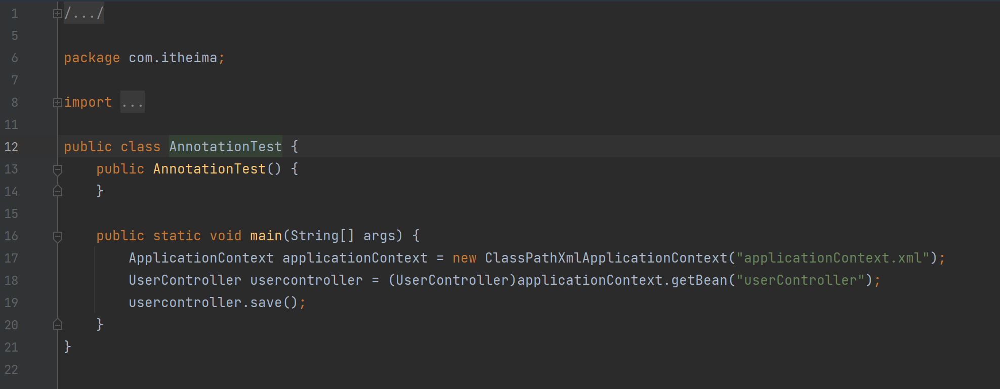 1 /.../
5
6 package com.itheima;
7
8 import ...
11
12 public class AnnotationTest {
13     public AnnotationTest() {
14     }
15
16     public static void main(String[] args) {
17         ApplicationContext applicationContext = new ClassPathXmlApplicationContext("applicationContext.xml");
18         UserController usercontroller = (UserController)applicationContext.getBean("userController");
19         usercontroller.save();
20     }
21 }
22